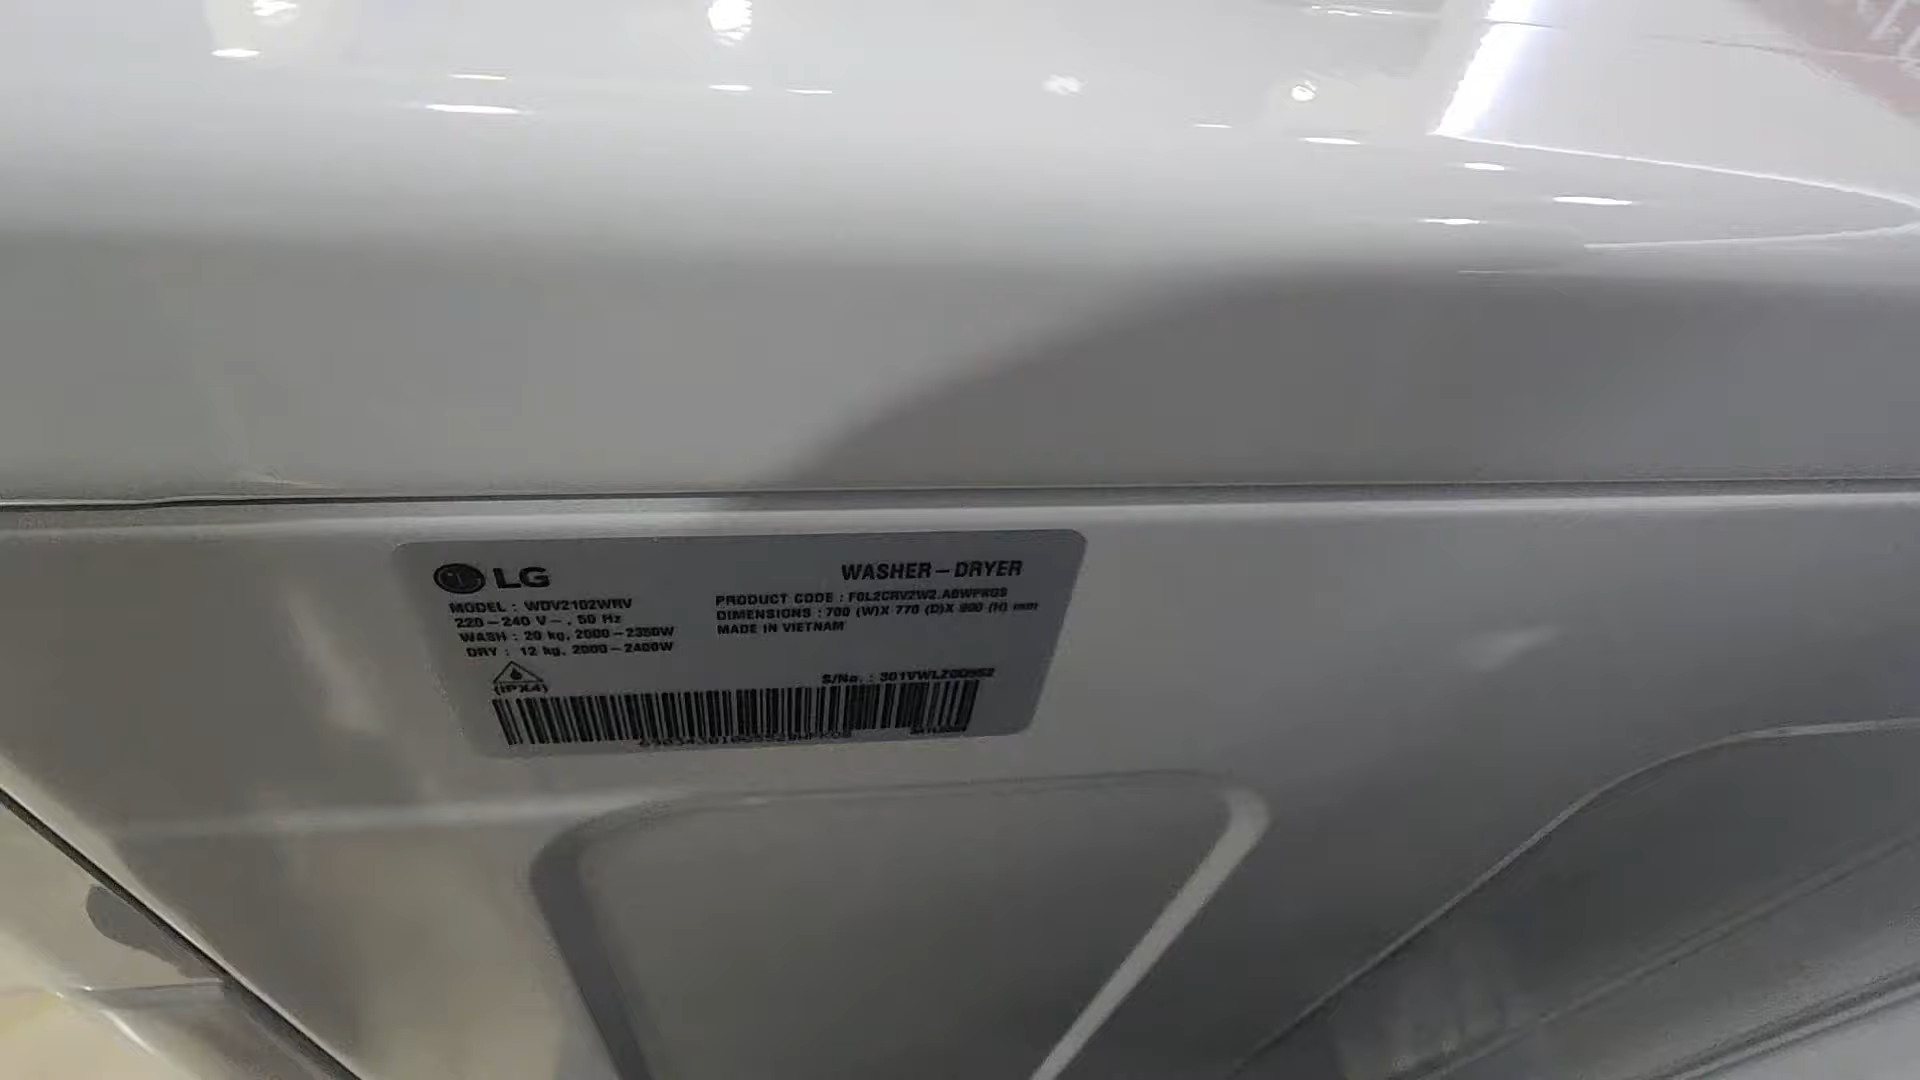 LG
WASHER-DRYER
MODEL : WDV2102WRV
220-240 V~, 50 Hz
WASH : 20 kg, 2000-2350W
DRY : 12 kg, 2000-2400W
PRODUCT CODE :
DIMENSIONS : 700 (W)X 770 (D)X (H) mm
MADE IN VIETNAM
(IPX4)
S/No. :